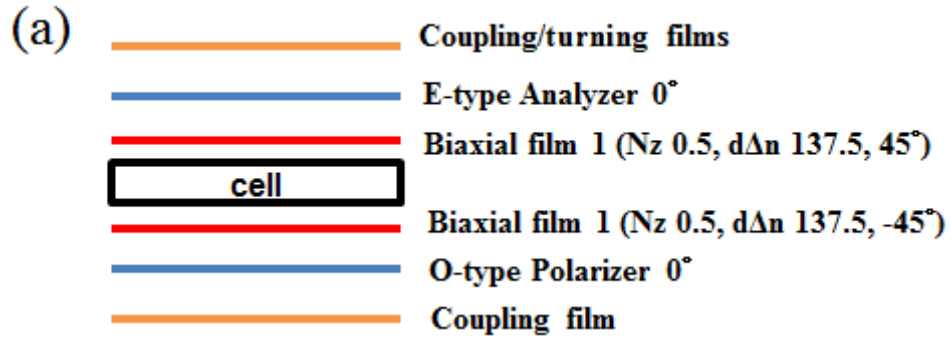 (a)
Coupling/turning films
E-type Analyzer 0°
Biaxial film 1 (Nz 0.5, dΔn 137.5, 45°)
cell
Biaxial film 1 (Nz 0.5, dΔn 137.5, -45°)
O-type Polarizer 0°
Coupling film